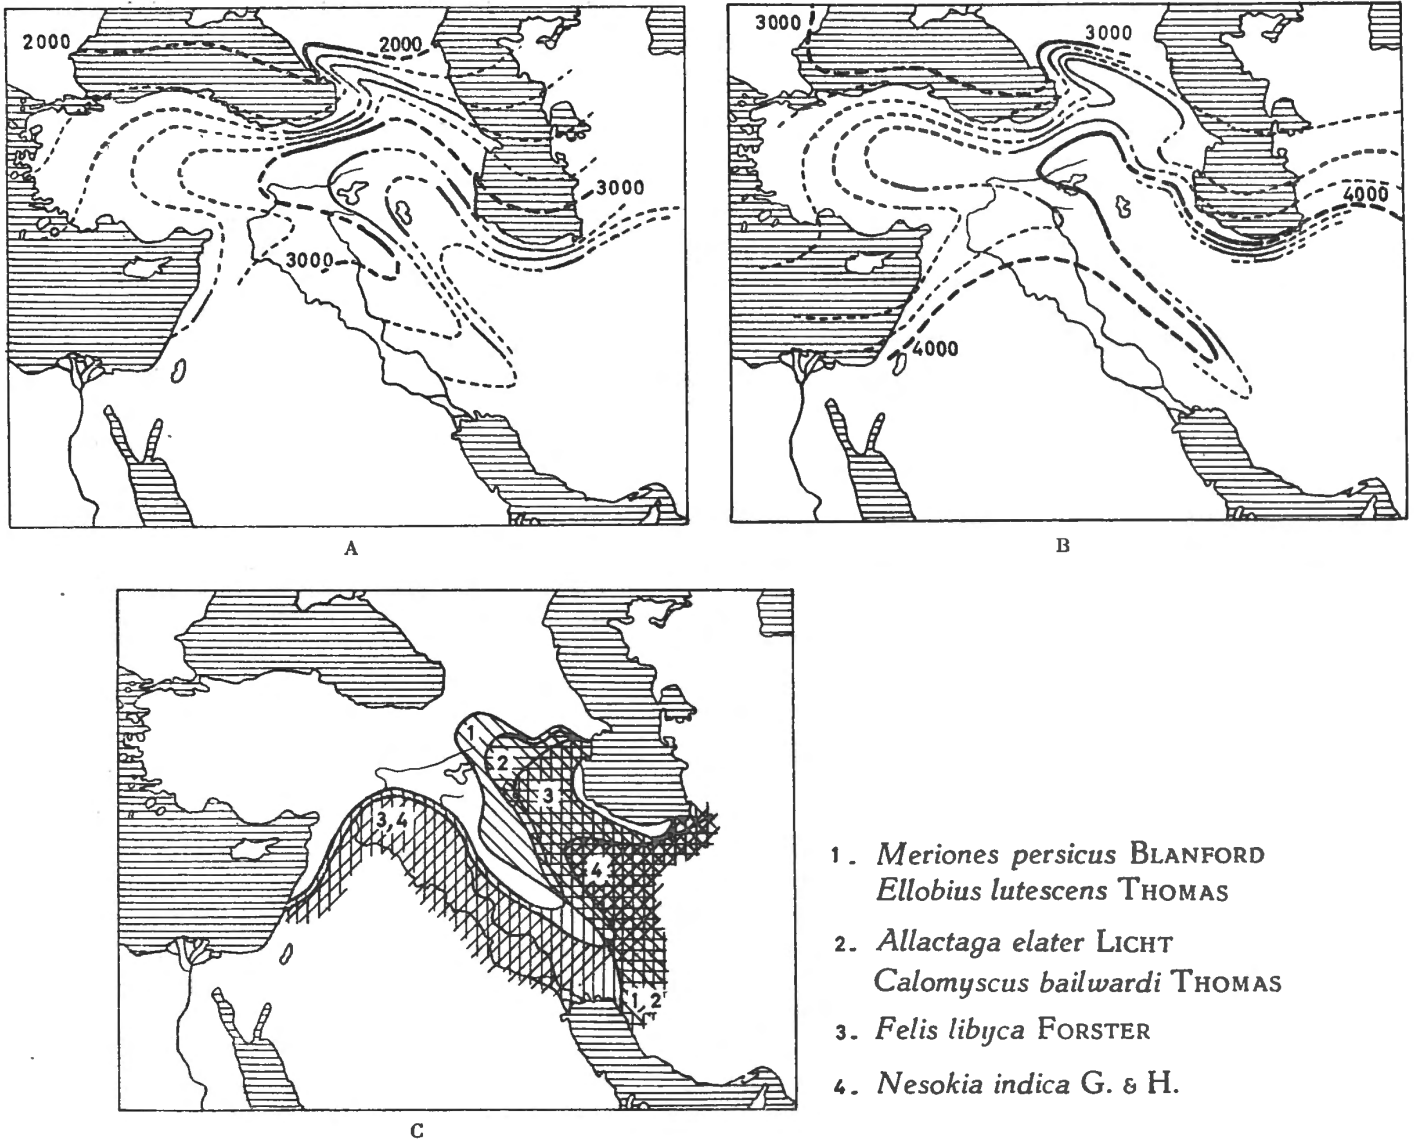 2000
2000
3000
3000
A
3000
3000
4000
4000
B
1
2
3
3,4
4
1,2
C
1. Meriones persicus BLANFORD
Ellobius lutescens THOMAS
2. Allactaga elater LICHT
Calomyscus bailwardi THOMAS
3. Felis libyca FORSTER
4. Nesokia indica G. & H.